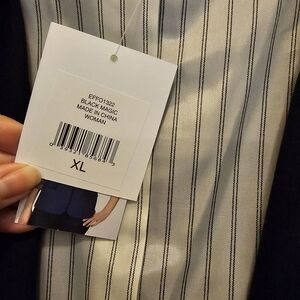 EFFO1322
BLACK MAGIC
MADE IN CHINA
WOMAN
XL